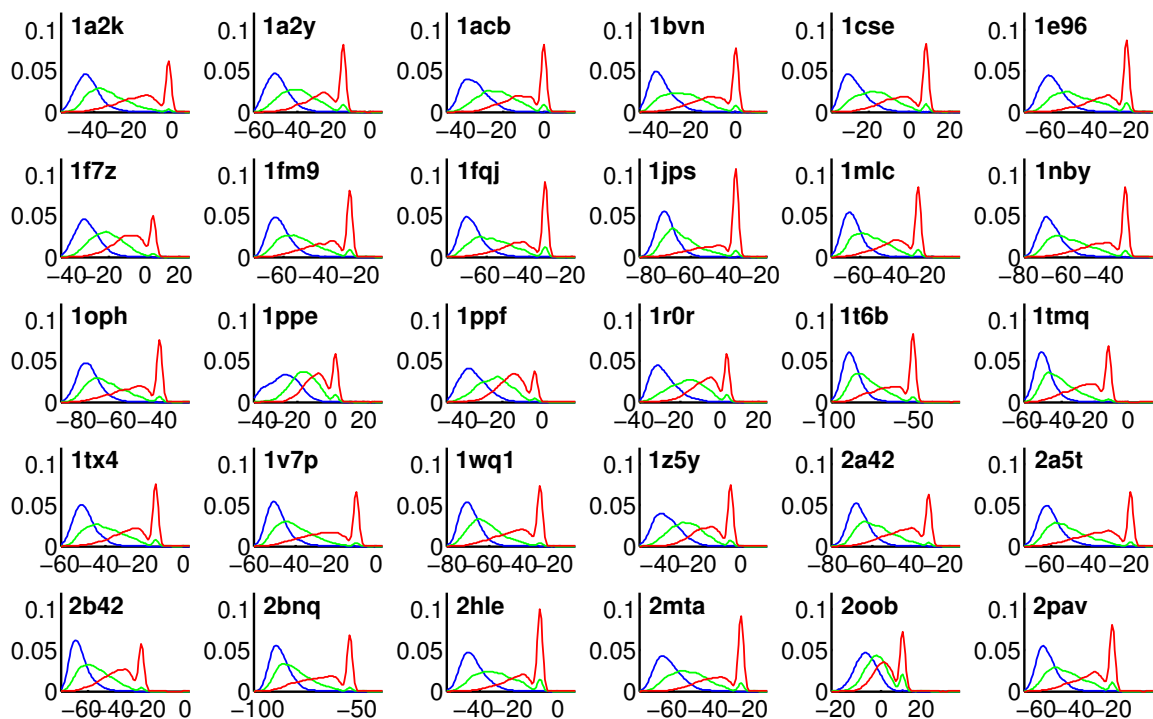 1a2k 1a2y 1acb 1bvn 1cse 1e96
0.1 0.1 0.1 0.1 0.1 0.1
0.05 0.05 0.05 0.05 0.05 0.05
0 0 0 0 0 0
−40 −20 0 −60 −40 −20 0 −40 −20 0 −40 −20 0 −20 0 20 −60 −40 −20
1f7z 1fm9 1fqj 1jps 1mlc 1nby
0.1 0.1 0.1 0.1 0.1 0.1
0.05 0.05 0.05 0.05 0.05 0.05
0 0 0 0 0 0
−40 −20 0 20 −60 −40 −20 −60 −40 −20 −80 −60 −40 −20 −60 −40 −20 −80 −60 −40
1oph 1ppe 1ppf 1r0r 1t6b 1tmq
0.1 0.1 0.1 0.1 0.1 0.1
0.05 0.05 0.05 0.05 0.05 0.05
0 0 0 0 0 0
−80 −60 −40 −40 −20 0 20 −40 −20 0 −40 −20 0 20 −100 −50 −60 −40 −20 0
1tx4 1v7p 1wq1 1z5y 2a42 2a5t
0.1 0.1 0.1 0.1 0.1 0.1
0.05 0.05 0.05 0.05 0.05 0.05
0 0 0 0 0 0
−60 −40 −20 0 −60 −40 −20 0 −80 −60 −40 −20 −40 −20 0 −80 −60 −40 −20 −60 −40 −20
2b42 2bnq 2hle 2mta 2oob 2pav
0.1 0.1 0.1 0.1 0.1 0.1
0.05 0.05 0.05 0.05 0.05 0.05
0 0 0 0 0 0
−60 −40 −20 −100 −50 −60 −40 −20 −60 −40 −20 −20 0 20 −60 −40 −20